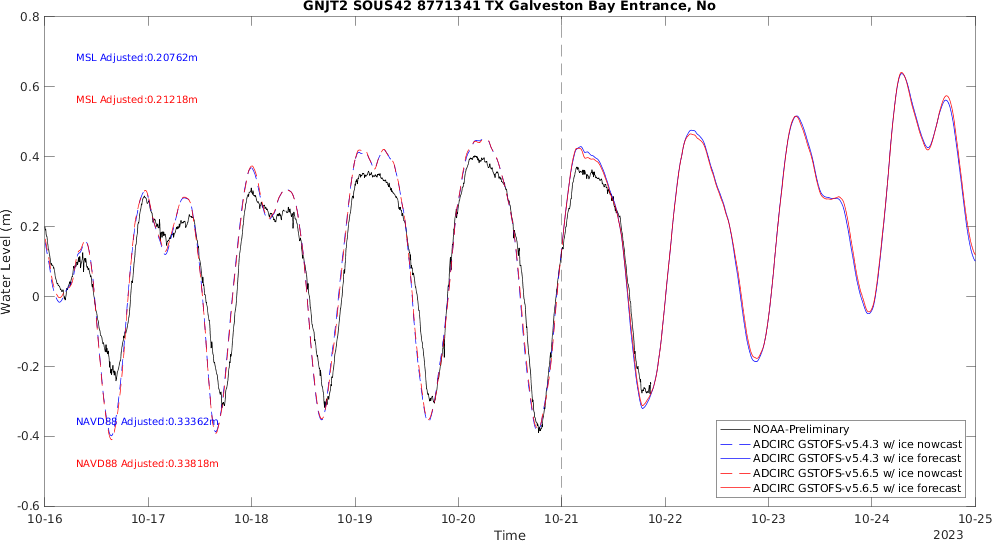 GNJT2 SOUS42 8771341 TX Galveston Bay Entrance, No
0.8
0.6
0.4
0.2
0
-0.2
-0.4
-0.6
Water Level (m)
MSL Adjusted:0.20762m
MSL Adjusted:0.21218m
NAVD88 Adjusted:0.33362m
NAVD88 Adjusted:0.33818m
NOAA-Preliminary
ADCIRC GSTOFS-v5.4.3 w/ ice nowcast
ADCIRC GSTOFS-v5.4.3 w/ ice forecast
ADCIRC GSTOFS-v5.6.5 w/ ice nowcast
ADCIRC GSTOFS-v5.6.5 w/ ice forecast
10-16 10-17 10-18 10-19 10-20 10-21 10-22 10-23 10-24 10-25
Time
2023